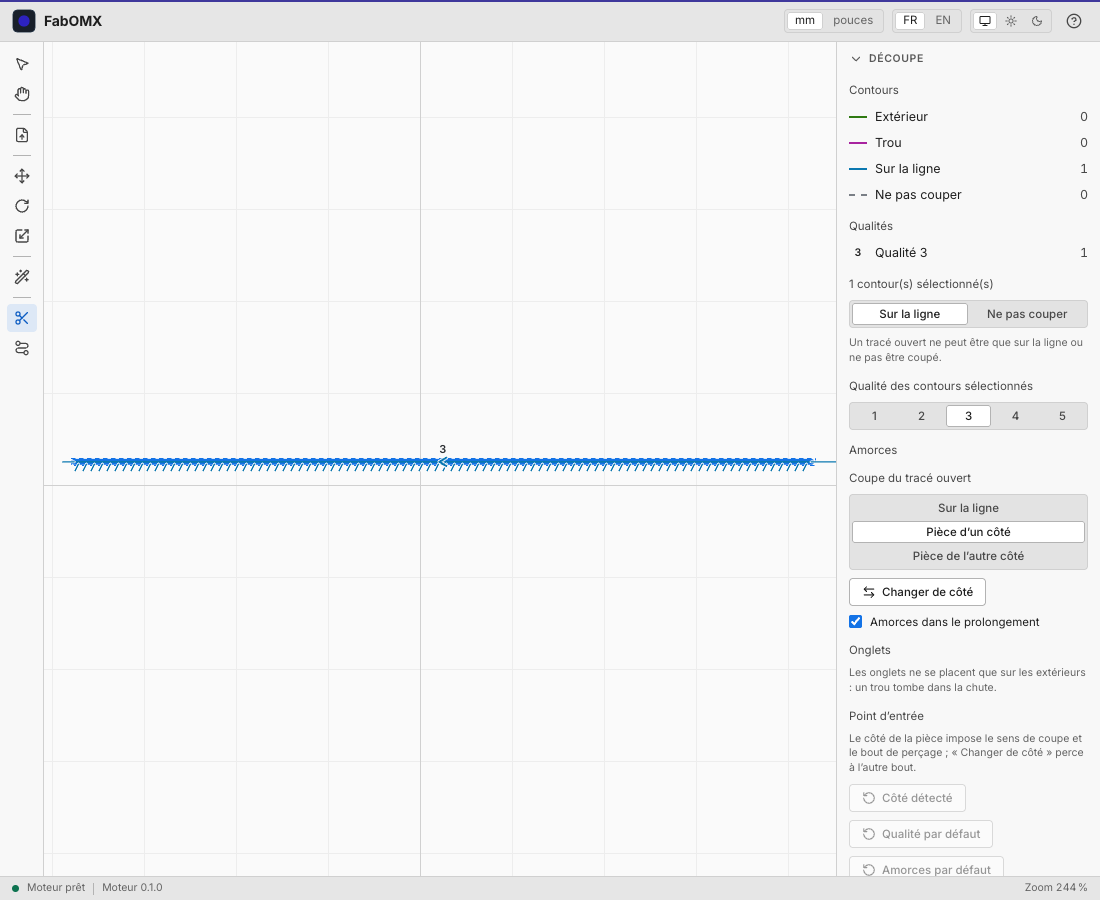 FabOMX
mm pouces
FR EN
DÉCOUPE
Contours
Extérieur 0
Trou 0
Sur la ligne 1
Ne pas couper 0
Qualités
3 Qualité 3 1
1 contour(s) sélectionné(s)
Sur la ligne Ne pas couper
Un tracé ouvert ne peut être que sur la ligne ou
ne pas être coupé.
Qualité des contours sélectionnés
1 2 3 4 5
Amorces
Coupe du tracé ouvert
Sur la ligne
Pièce d’un côté
Pièce de l’autre côté
Changer de côté
Amorces dans le prolongement
Onglets
Les onglets ne se placent que sur les extérieurs
: un trou tombe dans la chute.
Point d’entrée
Le côté de la pièce impose le sens de coupe et
le bout de perçage ; « Changer de côté » perce
à l’autre bout.
Côté détecté
Qualité par défaut
Amorces par défaut
3
Moteur prêt Moteur 0.1.0
Zoom 244 %